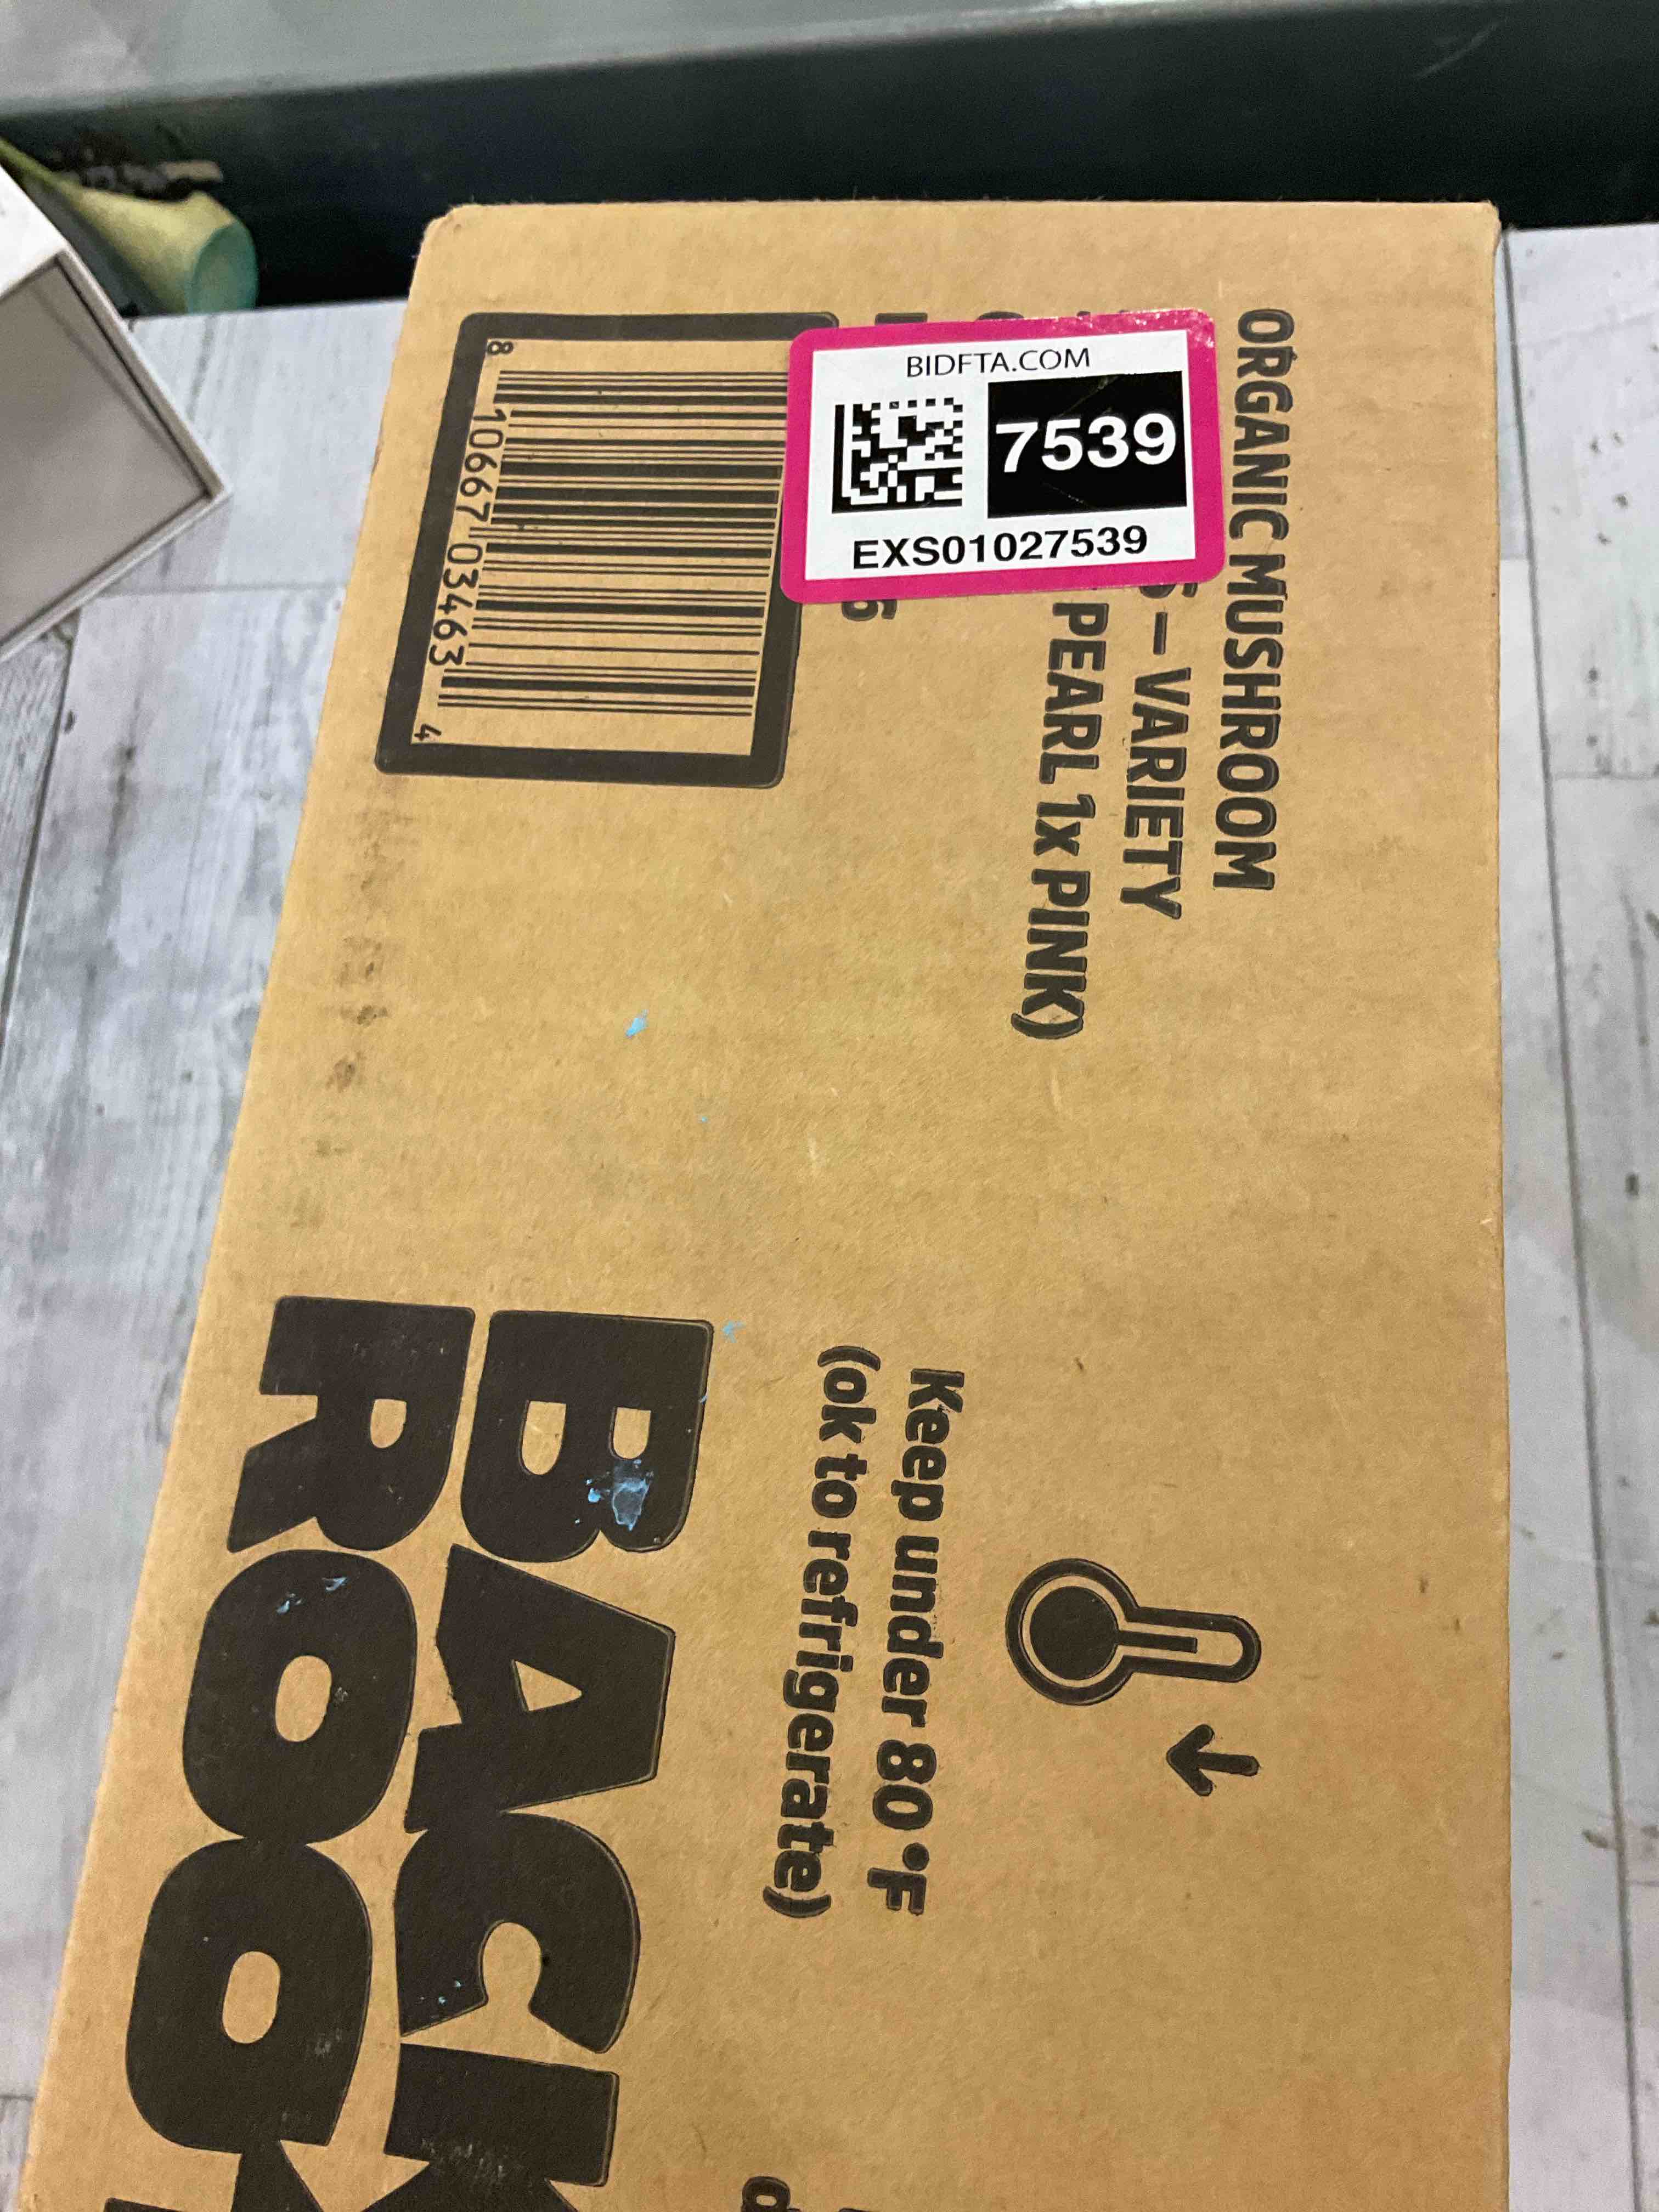 BIDFTA.COM
7539
EXS01027539
ORGANIC MUSHROOM
– VARIETY
PEARL 1x PINK)
8 10667 03463 4
Keep under 80 °F
(ok to refrigerate)
BACK
ROO